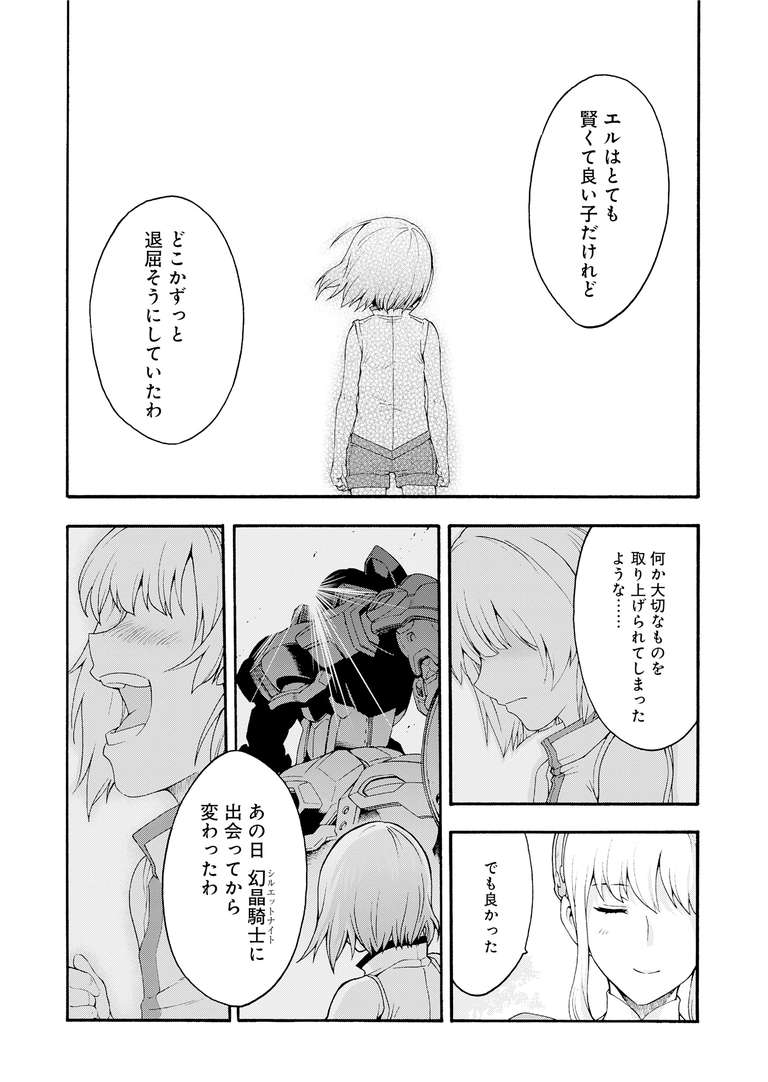 エルはとても
賢くて良い子だけれど
どこかずっと
退屈そうにしていたわ
何か大切なものを
取り上げられてしまった
ような……
あの日 幻晶騎士に
シルエットナイト
出会ってから
変わったわ
でも良かった